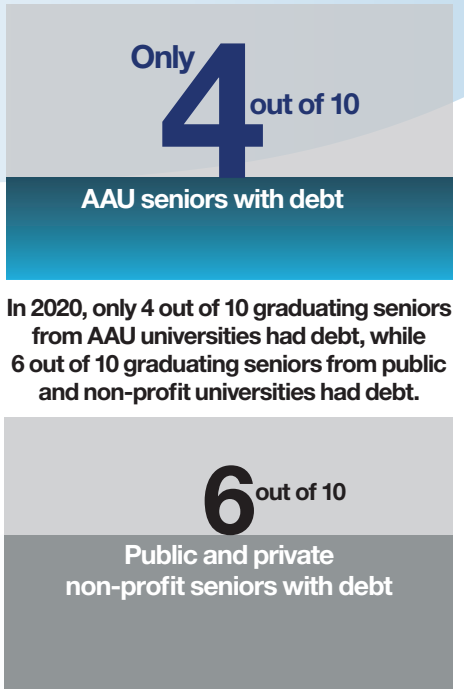 Only
4 out of 10
AAU seniors with debt
In 2020, only 4 out of 10 graduating seniors
from AAU universities had debt, while
6 out of 10 graduating seniors from public
and non-profit universities had debt.
6 out of 10
Public and private
non-profit seniors with debt